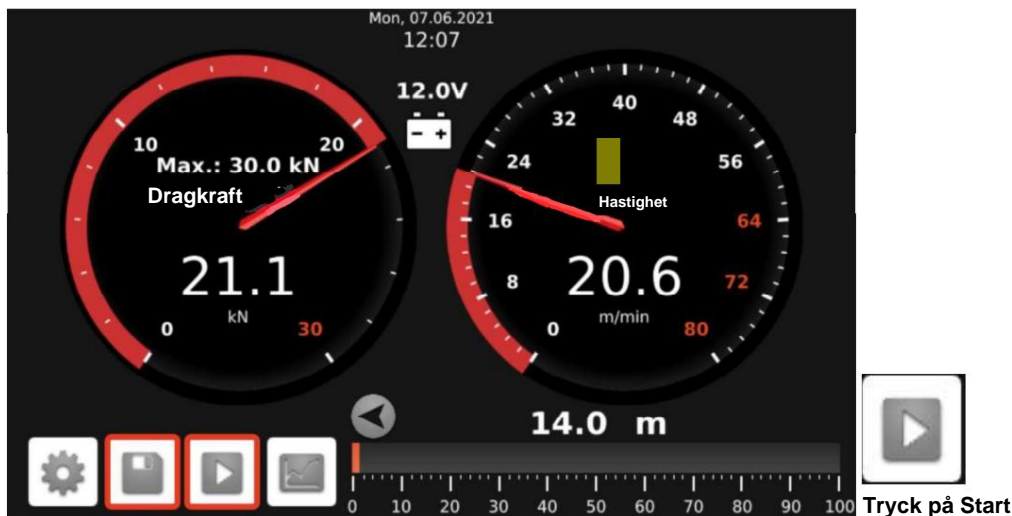 Mon, 07.06.2021
12:07
12.0V
- +
10
20
Max.: 30.0 kN
Dragkraft
21.1
kN
0
30
40
32
48
24
56
Hastighet
16
64
20.6
8
72
m/min
0
80
14.0 m
0 10 20 30 40 50 60 70 80 90 100
Tryck på Start